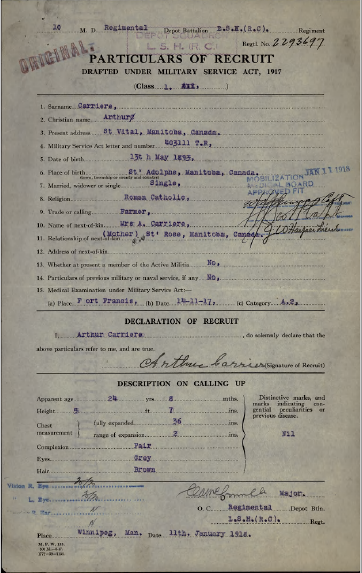 10 M. D. Regimental Depot Battalion L.S.H.(R.C). Regiment
L. S. H. (R. C.)
Regtl. No. 2293697
ORIGINAL.
PARTICULARS OF RECRUIT
DRAFTED UNDER MILITARY SERVICE ACT, 1917
(Class 1. )
1. Surname Carriere,
2. Christian name Arthur
3. Present address St Vital, Manitoba, Canada.
4. Military Service Act letter and number 203111 P.R,
5. Date of birth 13th May 1893,
6. Place of birth St' Adolphe, Manitoba, Canada.
MOBILIZATION JAN 11 1918
MEDICAL BOARD
APPROVED FIT
7. Married, widower or single Single,
8. Religion Roman Catholic,
9. Trade or calling Farmer,
10. Name of next-of-kin Mrs A. Carriere,
11. Relationship of next-of-kin (Mother) St' Rose, Manitoba, Canada.
12. Address of next-of-kin
13. Whether at present a member of the Active Militia No,
14. Particulars of previous military or naval service, if any No,
15. Medical Examination under Military Service Act:—
(a) Place Fort Francis, (b) Date 14-11-17, (c) Category A.2,
DECLARATION OF RECRUIT
I, Arthur Carriere, do solemnly declare that the
above particulars refer to me, and are true.
Arthur Carrier (Signature of Recruit)
DESCRIPTION ON CALLING UP
Apparent age 24 yrs 8 mths.
Height 5 ft 7 ins.
Chest measurement (fully expanded 36 ins.
range of expansion 2 ins.
Distinctive marks, and marks indicating congenital peculiarities or previous disease.
Nil
Complexion Fair
Eyes Grey
Hair Brown
Vision R. Eye
L. Eye
Major.
O. C. Regimental Depot Btln.
L.S.H.(R.C). Regt.
Place Winnipeg, Man. Date 11th. January 1918.